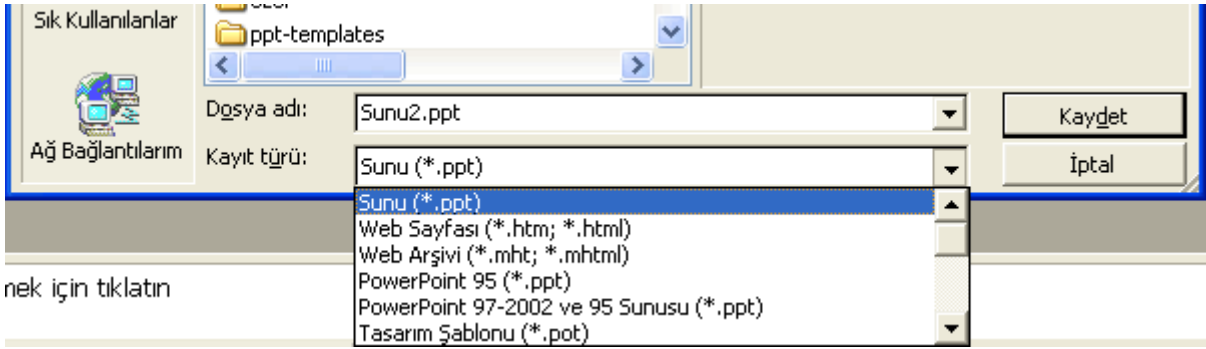 Sık Kullanılanlar
ppt-templates
Ağ Bağlantılarım
Dosya adı:
Sunu2.ppt
Kaydet
Kayıt türü:
Sunu (*.ppt)
İptal
Sunu (*.ppt)
Web Sayfası (*.htm; *.html)
Web Arşivi (*.mht; *.mhtml)
PowerPoint 95 (*.ppt)
PowerPoint 97-2002 ve 95 Sunusu (*.ppt)
Tasarım Şablonu (*.pot)
mek için tıklatın